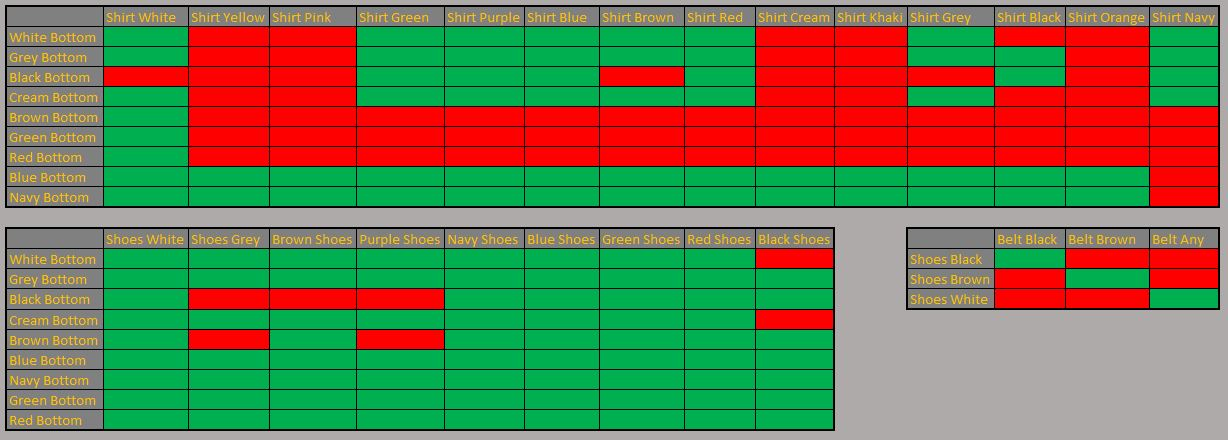 Shirt White Shirt Yellow Shirt Pink Shirt Green Shirt Purple Shirt Blue Shirt Brown Shirt Red Shirt Cream Shirt Khaki Shirt Grey Shirt Black Shirt Orange Shirt Navy
White Bottom
Grey Bottom
Black Bottom
Cream Bottom
Brown Bottom
Green Bottom
Red Bottom
Blue Bottom
Navy Bottom
Shoes White Shoes Grey Brown Shoes Purple Shoes Navy Shoes Blue Shoes Green Shoes Red Shoes Black Shoes
White Bottom
Grey Bottom
Black Bottom
Cream Bottom
Brown Bottom
Blue Bottom
Navy Bottom
Green Bottom
Red Bottom
Belt Black Belt Brown Belt Any
Shoes Black
Shoes Brown
Shoes White